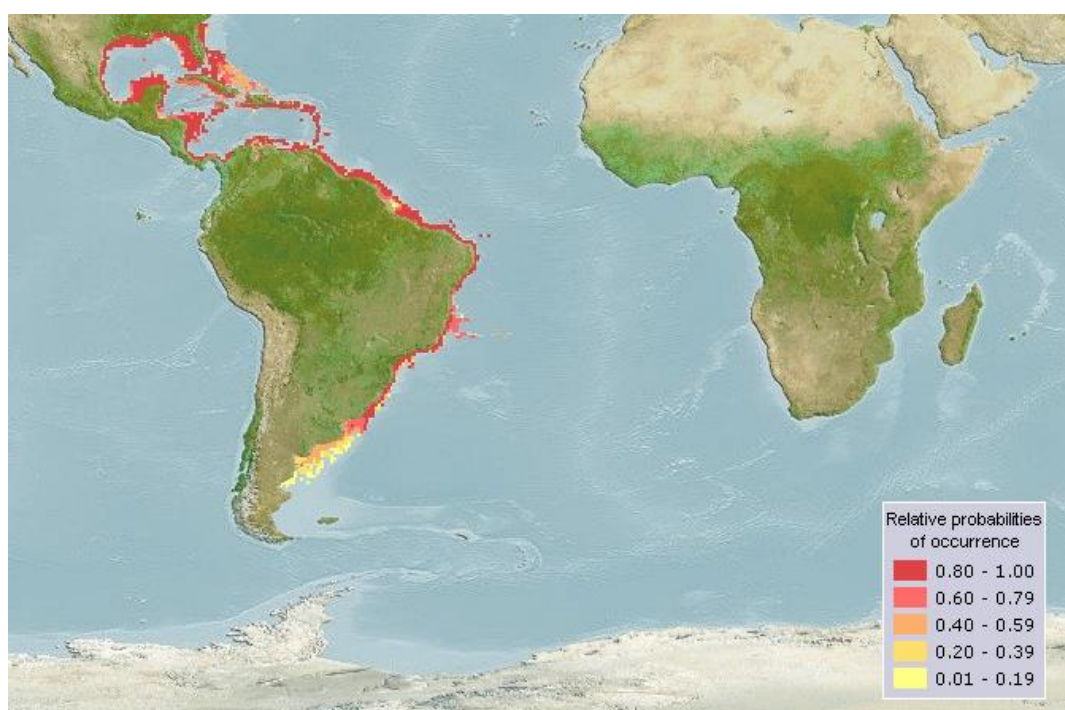 Relative probabilities
of occurrence
0.80 - 1.00
0.60 - 0.79
0.40 - 0.59
0.20 - 0.39
0.01 - 0.19